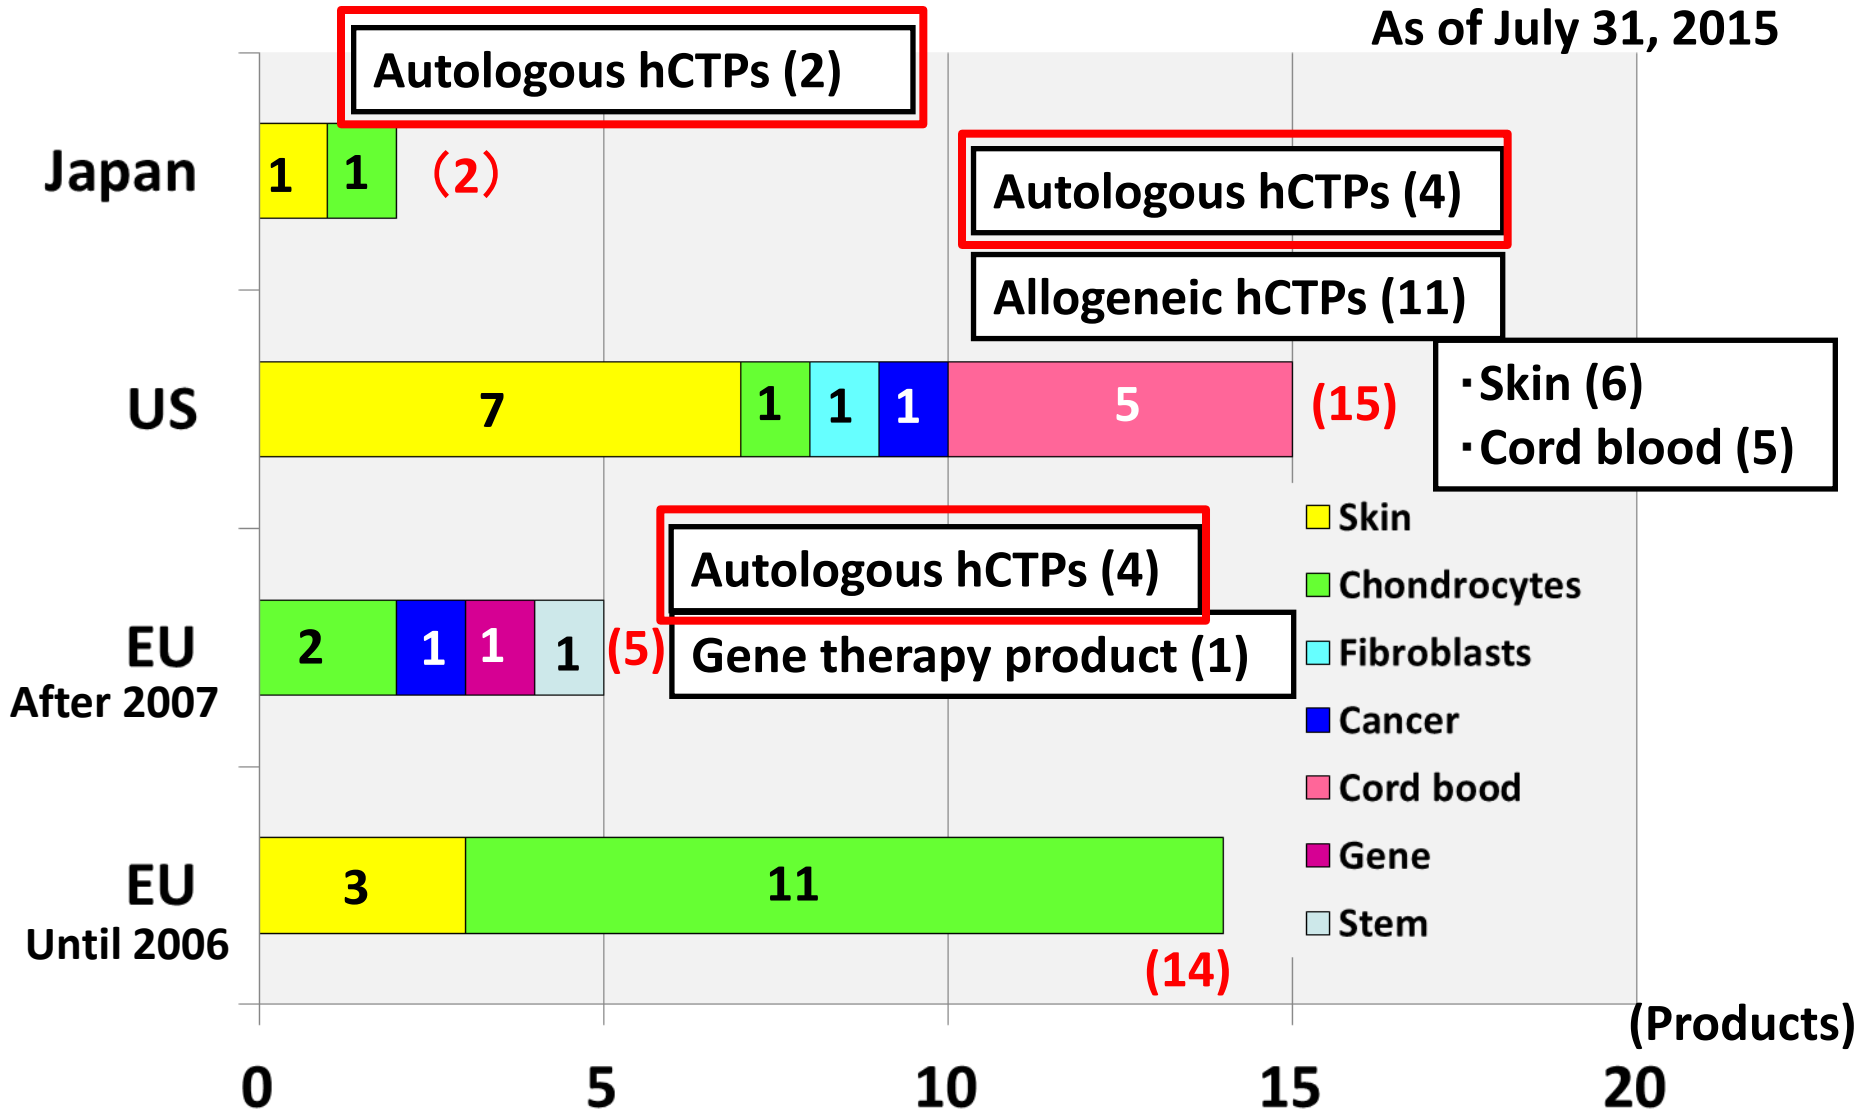 As of July 31, 2015
Autologous hCTPs (2)
Japan
1
1
（2）
Autologous hCTPs (4)
Allogeneic hCTPs (11)
・Skin (6)
・Cord blood (5)
US
7
1
1
1
5
(15)
Autologous hCTPs (4)
Gene therapy product (1)
EU
After 2007
2
1
1
1
(5)
EU
Until 2006
3
11
(14)
Skin
Chondrocytes
Fibroblasts
Cancer
Cord bood
Gene
Stem
(Products)
0
5
10
15
20